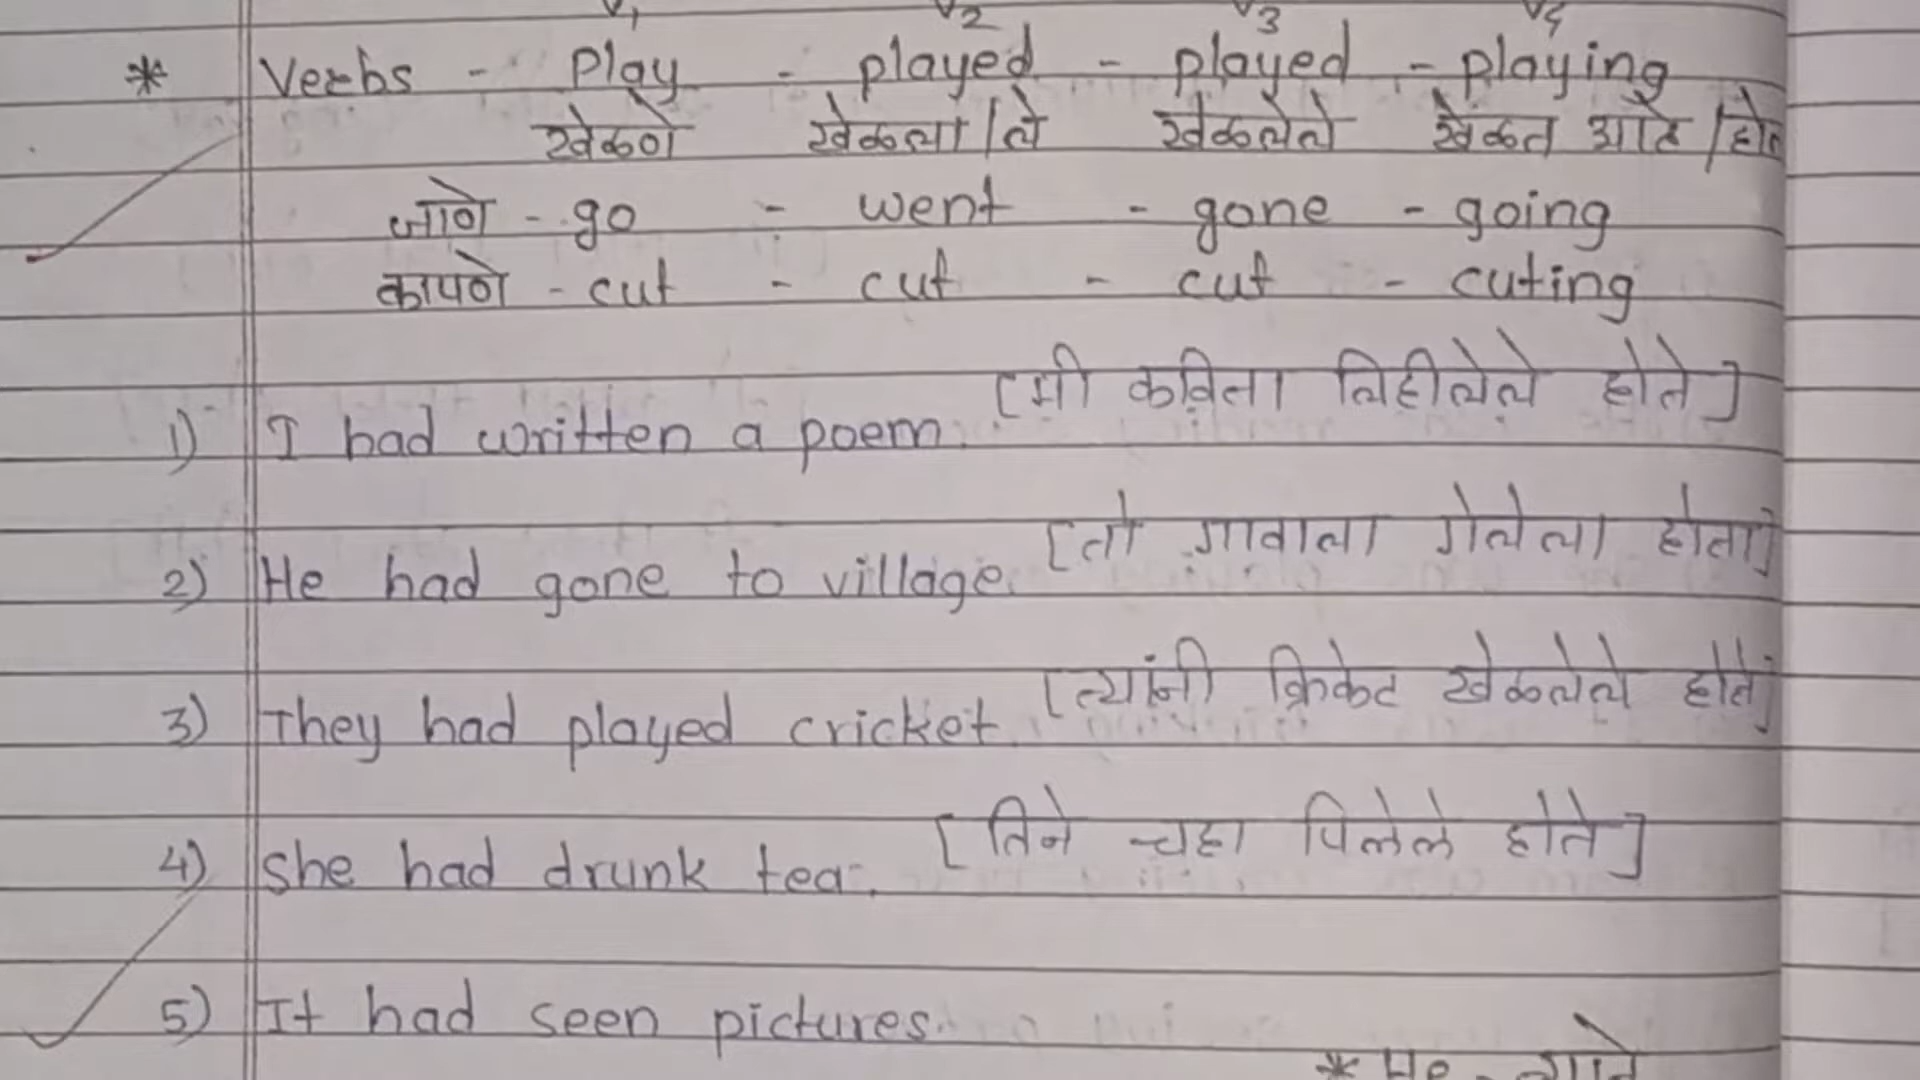 V1 V2 V3 V4
* Verbs - Play - played - played - playing
खेळणे खेळला/ले खेळलेले खेळत आहे/होते
जाणे - go - went - gone - going
कापणे - cut - cut - cut - cuting
[मी कविता लिहीलेले होते]
1) I had written a poem.
[तो गावाला गेलेला होता]
2) He had gone to village.
[त्यांनी क्रिकेट खेळलेले होते]
3) They had played cricket.
[तिने चहा पिलेले होते]
4) She had drunk tea.
5) It had seen pictures.
* He -